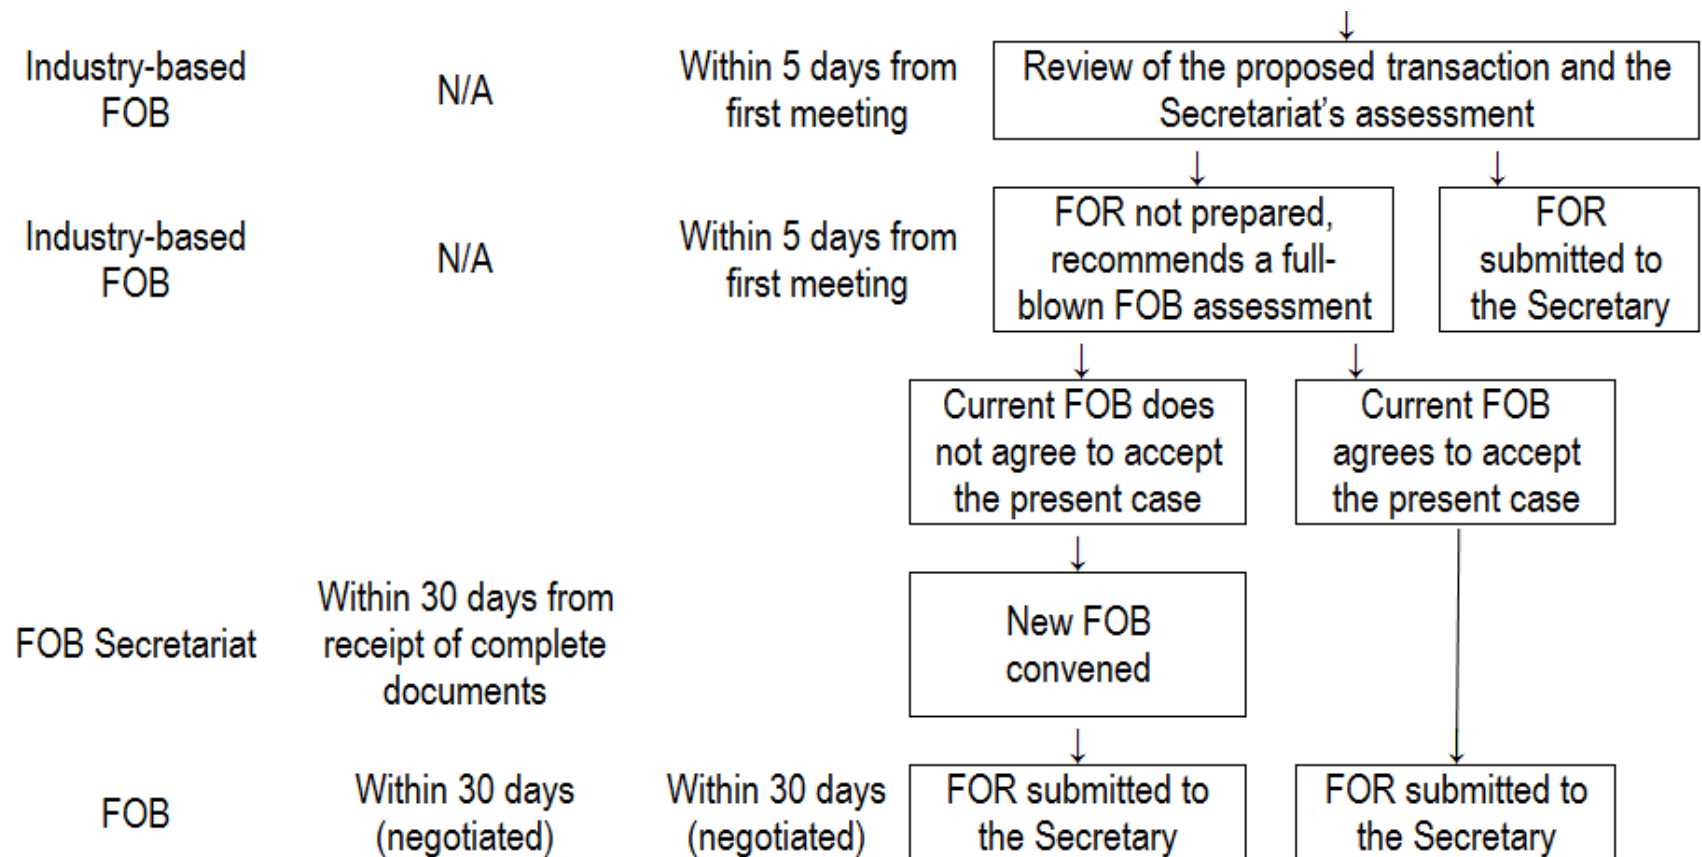 Industry-based
FOB
N/A
Within 5 days from
first meeting
Review of the proposed transaction and the
Secretariat's assessment
Industry-based
FOB
N/A
Within 5 days from
first meeting
FOR not prepared,
recommends a full-
blown FOB assessment
FOR
submitted to
the Secretary
Current FOB does
not agree to accept
the present case
Current FOB
agrees to accept
the present case
FOB Secretariat
Within 30 days from
receipt of complete
documents
New FOB
convened
FOB
Within 30 days
(negotiated)
Within 30 days
(negotiated)
FOR submitted to
the Secretary
FOR submitted to
the Secretary